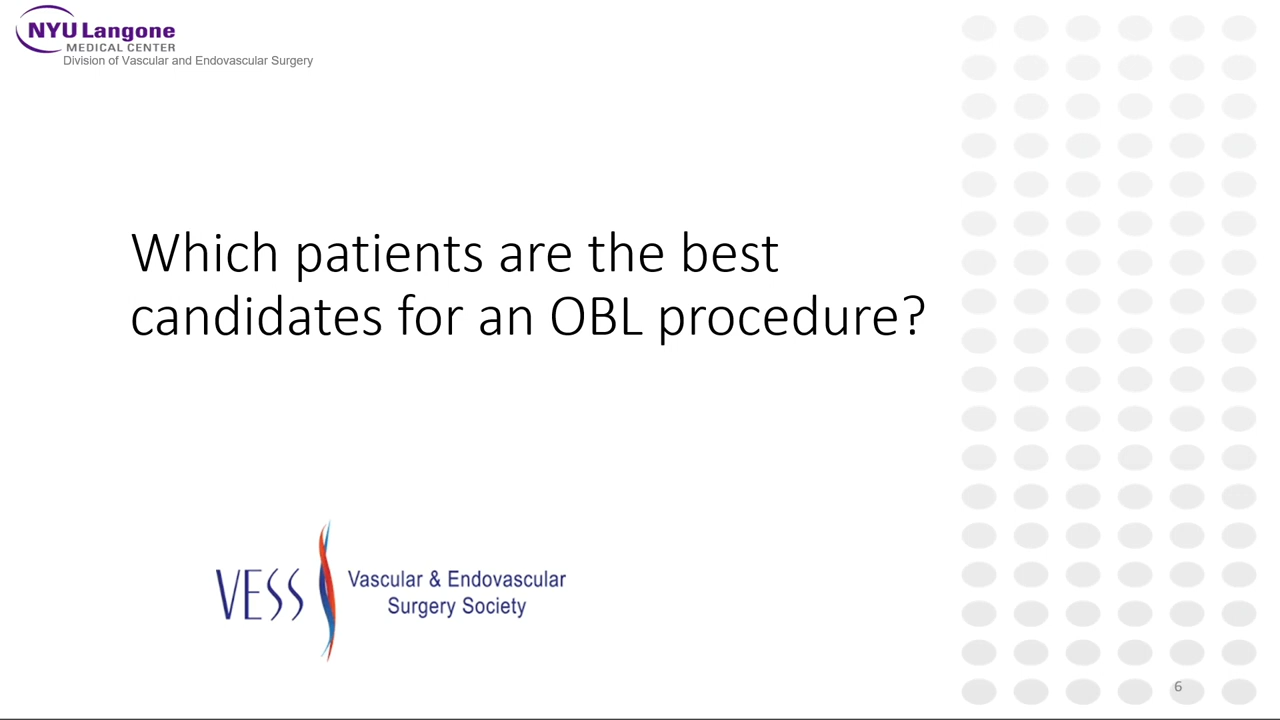 NYU Langone
MEDICAL CENTER
Division of Vascular and Endovascular Surgery
Which patients are the best
candidates for an OBL procedure?
VESS
Vascular & Endovascular
Surgery Society
6